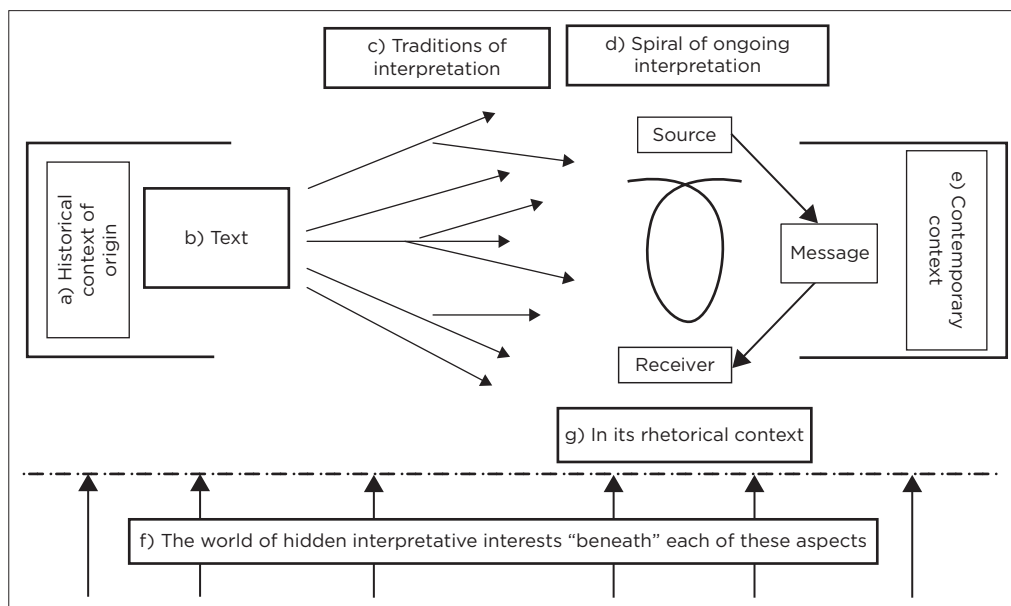 c) Traditions of
interpretation
d) Spiral of ongoing
interpretation
a) Historical
context of
origin
b) Text
Source
Message
Receiver
e) Contemporary
context
g) In its rhetorical context
f) The world of hidden interpretative interests “beneath” each of these aspects